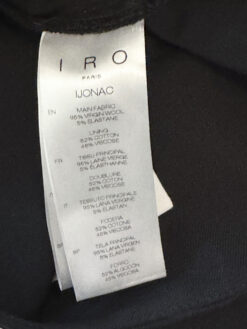 IRO
PARIS
IJONAC
EN MAIN FABRIC
95% VIRGIN WOOL
5% ELASTANE
LINING
52% COTTON
48% VISCOSE
FR TISSU PRINCIPAL
95% LAINE VIERGE
5% ELASTHANNE
DOUBLURE
52% COTON
48% VISCOSE
IT TESSUTO PRINCIPALE
95% LANA VERGINE
5% ELASTAN
FODERA
52% COTONE
48% VISCOSA
TELA PRINCIPAL
95% LANA VIRGEN
5% ELASTAN
FORRO
52% ALGODON
48% VISCOSA